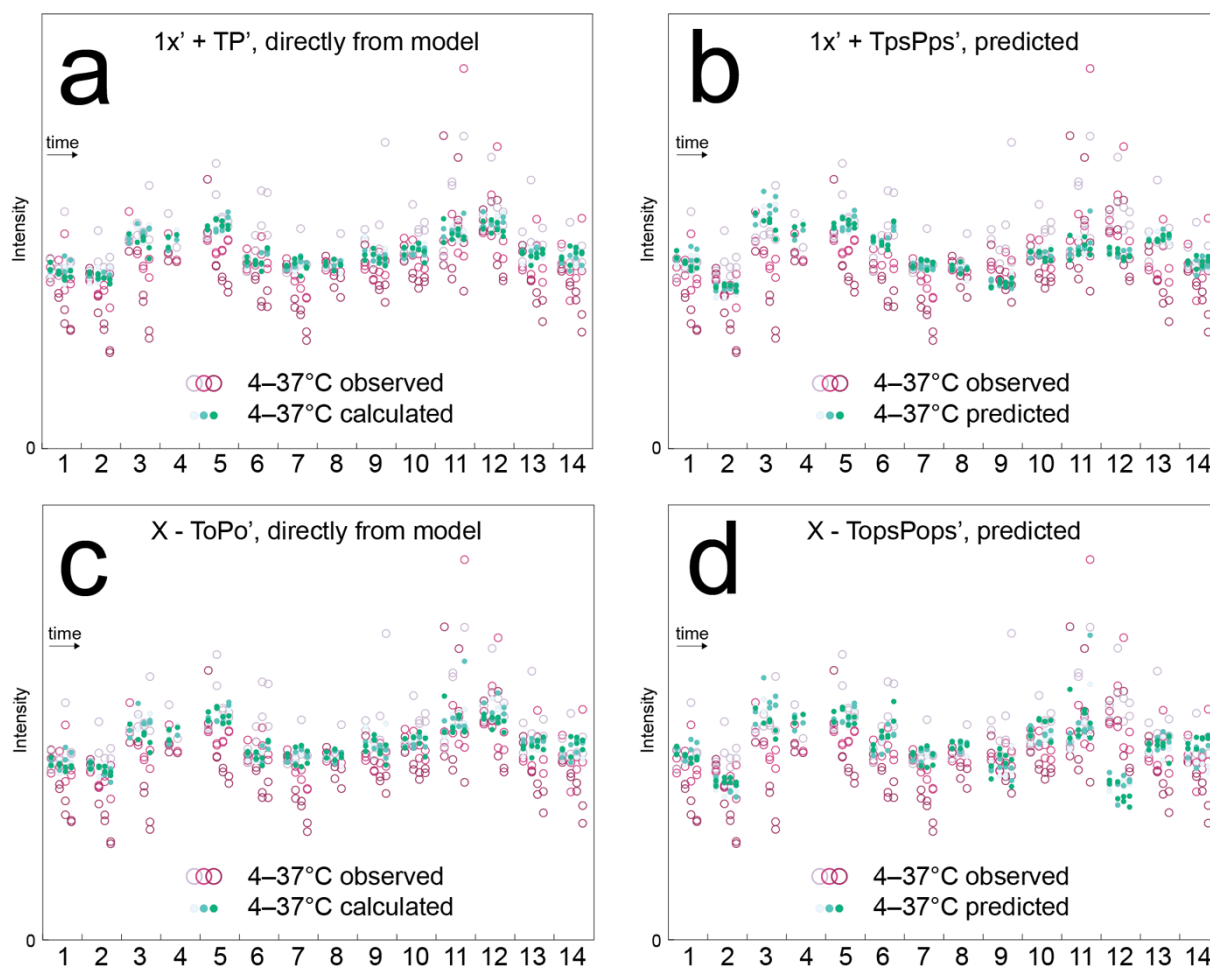 a
1x’ + TP’, directly from model
time
Intensity
4–37°C observed
4–37°C calculated
0
1 2 3 4 5 6 7 8 9 10 11 12 13 14
b
1x’ + TpsPps’, predicted
time
Intensity
4–37°C observed
4–37°C predicted
1 2 3 4 5 6 7 8 9 10 11 12 13 14
c
X - ToPo’, directly from model
time
Intensity
4–37°C observed
4–37°C calculated
0
1 2 3 4 5 6 7 8 9 10 11 12 13 14
d
X - TopsPops’, predicted
time
Intensity
4–37°C observed
4–37°C predicted
0
1 2 3 4 5 6 7 8 9 10 11 12 13 14